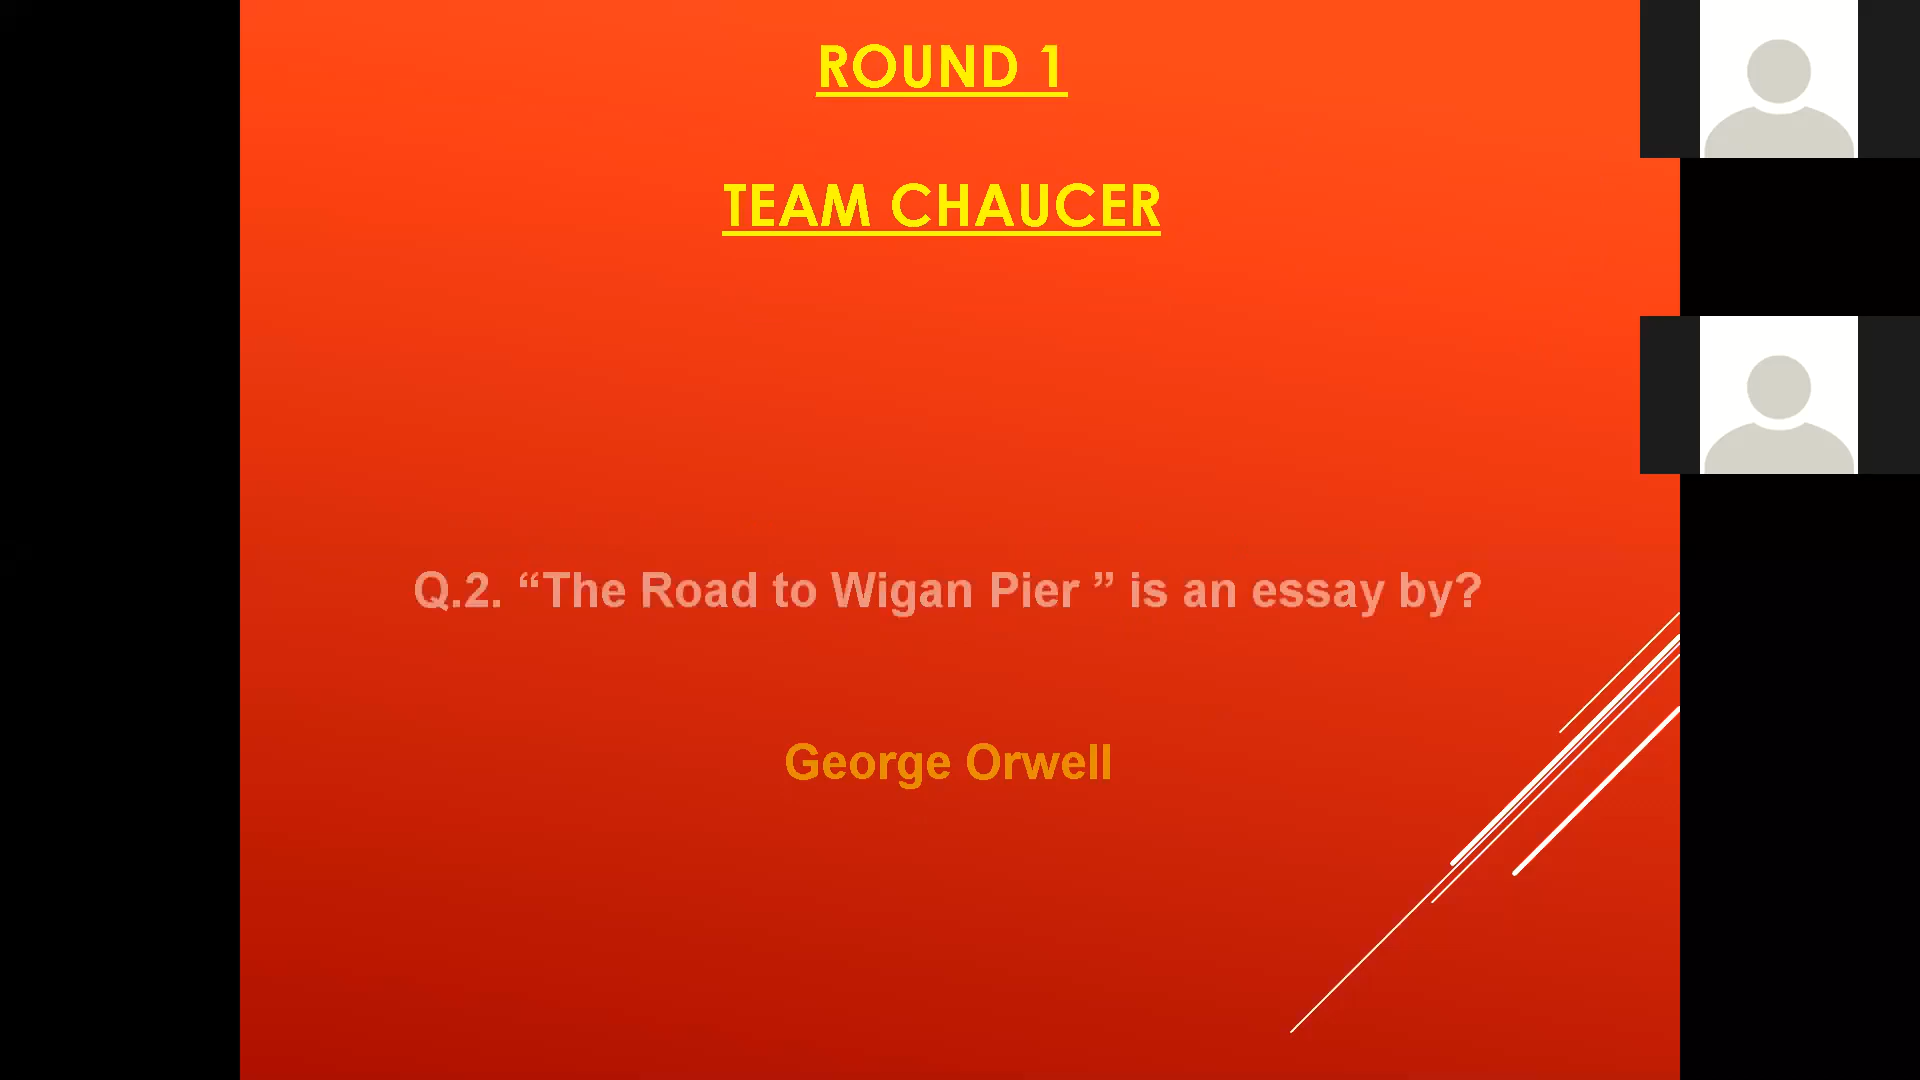 ROUND 1
TEAM CHAUCER
Q.2. “The Road to Wigan Pier ” is an essay by?
George Orwell